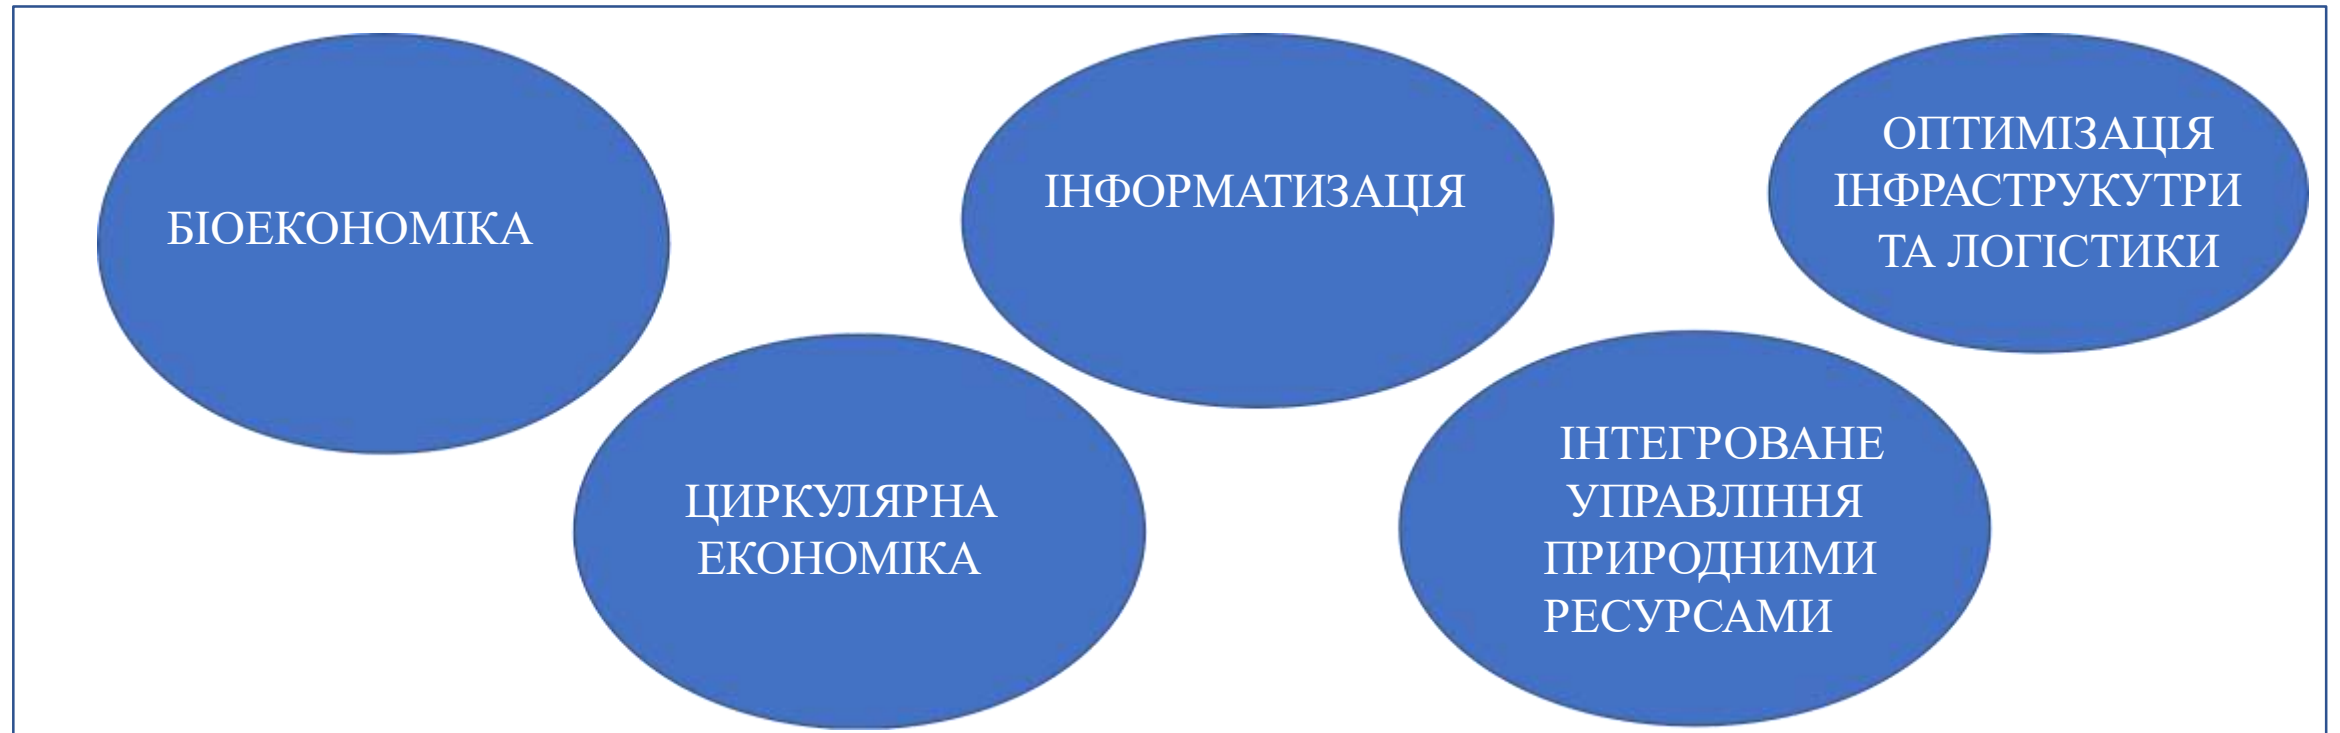 БІОЕКОНОМІКА
ІНФОРМАТИЗАЦІЯ
ОПТИМІЗАЦІЯ
ІНФРАСТРУКУТРИ
ТА ЛОГІСТИКИ
ЦИРКУЛЯРНА
ЕКОНОМІКА
ІНТЕГРОВАНЕ
УПРАВЛІННЯ
ПРИРОДНИМИ
РЕСУРСАМИ